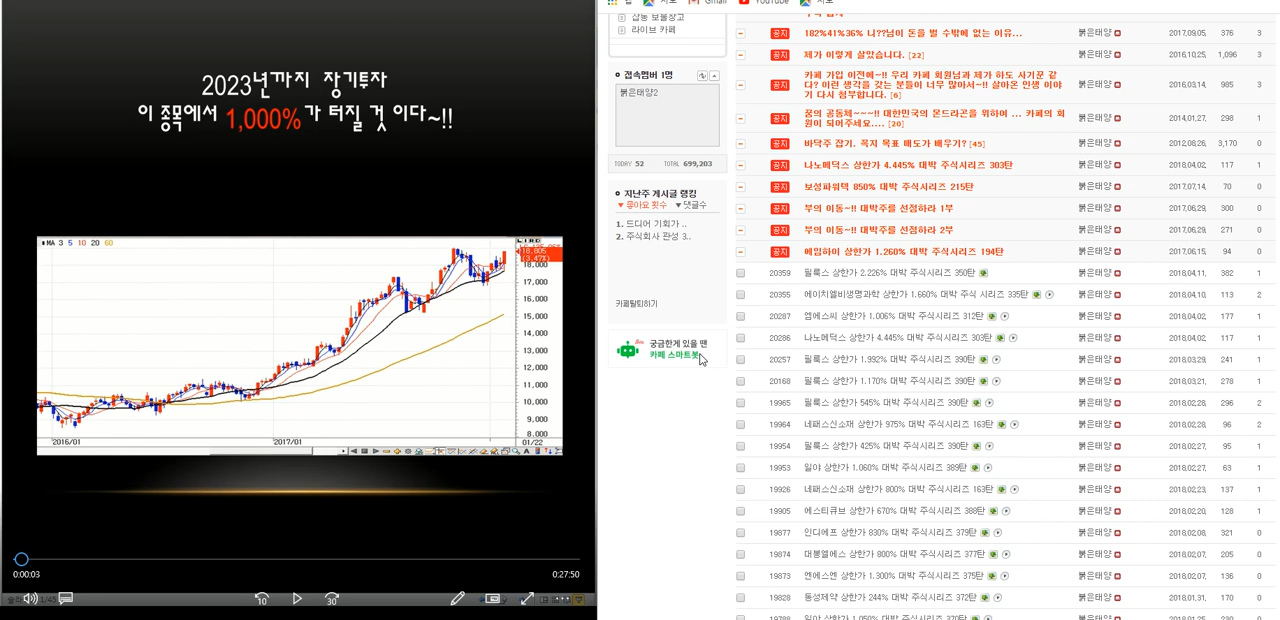 2023년까지 장기투자
이 종목에서 1,000%가 터질 것 이다~!!
MA 3 5 10 20 60
18,805
(3.47%)
18,000
17,000
16,000
15,000
14,000
13,000
12,000
11,000
10,000
9,000
8,000
2016/01
2017/01
01/22
0:00:03
0:27:50
10
30
Gmail
YouTube
잡동 보물창고
라이브 카페
접속멤버 1명
붉은태양2
TODAY 52 TOTAL 699,203
지난주 게시글 랭킹
▼ 좋아요 횟수 ▼ 댓글수
1. 드디어 기회가 ..
2. 주식회사 관성 3..
카페탈퇴하기
궁금한게 있을 땐
카페 스마트봇
공지 182%41%36% 니??님이 돈을 벌 수밖에 없는 이유... 붉은태양 2017.09.05. 376 3
공지 제가 이렇게 살았습니다. [22] 붉은태양 2016.10.25. 1,096 3
공지 카페 가입 이전에~!! 우리 카페 회원님과 제가 하도 사기꾼 같
다? 이런 생각을 갖는 분들이 너무 많아서~!! 살아온 인생 이야
기 다시 첨부합니다. [6] 붉은태양 2016.03.14. 985 3
공지 꿈의 공동체~~~!! 대한민국의 몬드라곤을 위하여 ... 카페의 회
원이 되어주세요.... [20] 붉은태양 2014.01.27. 298 1
공지 바닥주 잡기. 꼭지 목표 매도가 배우기? [45] 붉은태양 2012.08.26. 3,170 0
공지 나노메딕스 상한가 4.445% 대박 주식시리즈 303탄 붉은태양 2018.04.02. 117 1
공지 보성파워텍 850% 대박 주식시리즈 215탄 붉은태양 2017.07.14. 70 0
공지 부의 이동~!! 대박주를 선점하라 1부 붉은태양 2017.06.29. 300 0
공지 부의 이동~!! 대박주를 선점하라 2부 붉은태양 2017.06.29. 271 0
공지 에임하이 상한가 1.260% 대박 주식시리즈 194탄 붉은태양 2017.06.15. 94 0
20359 필룩스 상한가 2.226% 대박 주식시리즈 350탄 붉은태양 2018.04.11. 382 1
20355 에이치엘비생명과학 상한가 1.660% 대박 주식 시리즈 335탄 붉은태양 2018.04.10. 113 2
20287 엠에스씨 상한가 1.006% 대박 주식시리즈 312탄 붉은태양 2018.04.02. 177 1
20286 나노메딕스 상한가 4.445% 대박 주식시리즈 303탄 붉은태양 2018.04.02. 117 1
20257 필룩스 상한가 1.992% 대박 주식시리즈 390탄 붉은태양 2018.03.29. 241 1
20168 필룩스 상한가 1.170% 대박 주식시리즈 390탄 붉은태양 2018.03.21. 278 1
19965 필룩스 상한가 545% 대박 주식시리즈 390탄 붉은태양 2018.02.28. 296 2
19964 네패스신소재 상한가 975% 대박 주식시리즈 163탄 붉은태양 2018.02.28. 96 2
19954 필룩스 상한가 425% 대박 주식시리즈 390탄 붉은태양 2018.02.27. 95 1
19953 일야 상한가 1.060% 대박 주식시리즈 389탄 붉은태양 2018.02.27. 63 1
19926 네패스신소재 상한가 800% 대박 주식시리즈 163탄 붉은태양 2018.02.23. 137 1
19905 에스티큐브 상한가 670% 대박 주식시리즈 388탄 붉은태양 2018.02.20. 128 1
19877 인디에프 상한가 830% 대박 주식시리즈 379탄 붉은태양 2018.02.08. 321 0
19874 대봉엘에스 상한가 800% 대박 주식시리즈 377탄 붉은태양 2018.02.07. 205 0
19873 엔에스엔 상한가 1.300% 대박 주식시리즈 375탄 붉은태양 2018.02.07. 136 0
19828 동성제약 상한가 244% 대박 주식시리즈 372탄 붉은태양 2018.01.31. 170 0
19788 일야 상한가 1.050% 대박 주식시리즈 370탄 붉은태양 2018.01.25. 230 0